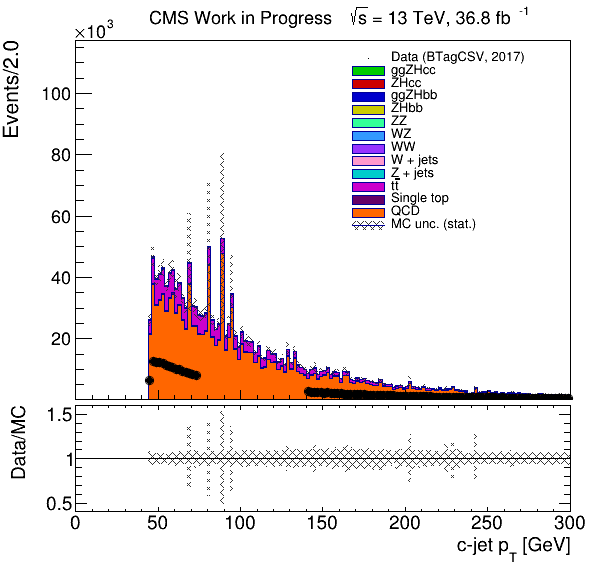 CMS Work in Progress √s = 13 TeV, 36.8 fb⁻¹
×10³
Events/2.0
100
80
60
40
20
Data (BTagCSV, 2017)
ggZHcc
ZHcc
ggZHbb
ZHbb
ZZ
WZ
WW
W + jets
Z + jets
tt̄
Single top
QCD
MC unc. (stat.)
Data/MC
1.5
1
0.5
0 50 100 150 200 250 300
c-jet p_T [GeV]